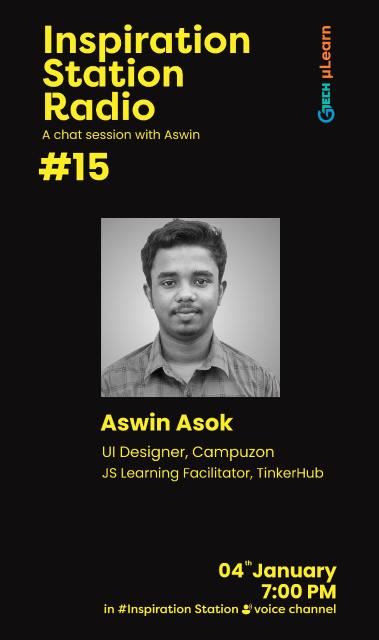 Inspiration
Station
Radio
A chat session with Aswin
#15
GTECH µLearn
Aswin Asok
UI Designer, Campuzon
JS Learning Facilitator, TinkerHub
04th January
7:00 PM
in #Inspiration Station voice channel